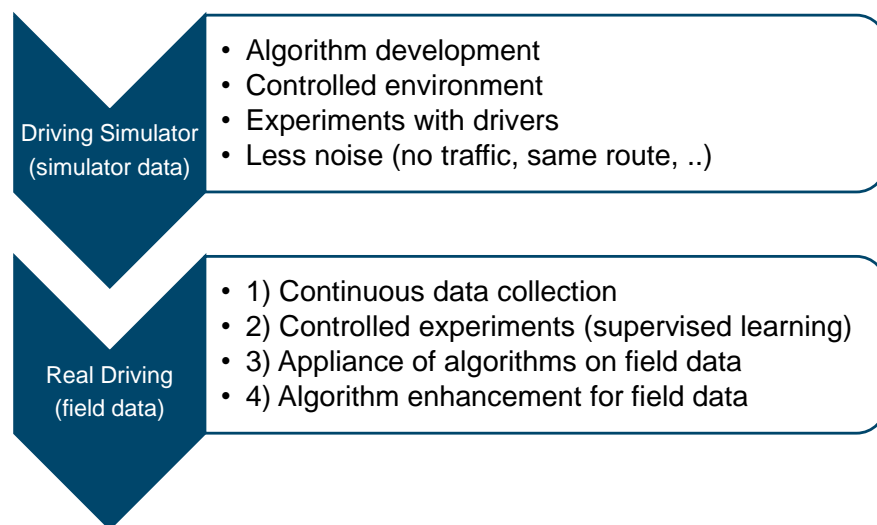 Driving Simulator
(simulator data)
• Algorithm development
• Controlled environment
• Experiments with drivers
• Less noise (no traffic, same route, ..)
Real Driving
(field data)
• 1) Continuous data collection
• 2) Controlled experiments (supervised learning)
• 3) Appliance of algorithms on field data
• 4) Algorithm enhancement for field data